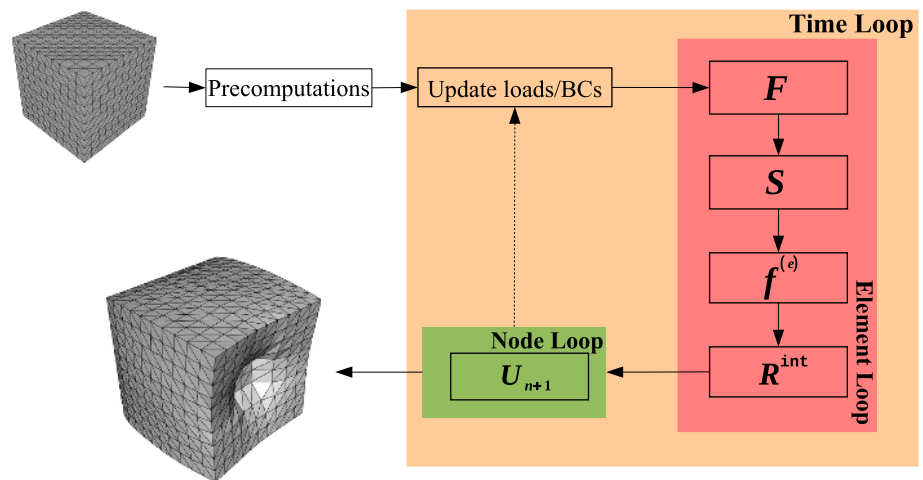 Time Loop
Precomputations
Update loads/BCs
F
S
f^(e)
R^int
Element Loop
Node Loop
U_n+1